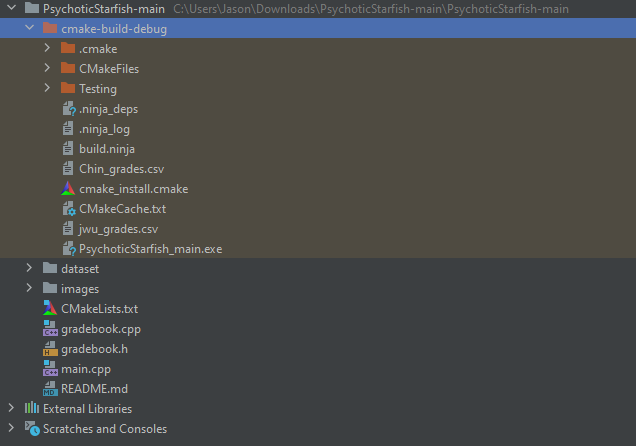 PsychoticStarfish-main C:\Users\Jason\Downloads\PsychoticStarfish-main\PsychoticStarfish-main
cmake-build-debug
.cmake
CMakeFiles
Testing
.ninja_deps
.ninja_log
build.ninja
Chin_grades.csv
cmake_install.cmake
CMakeCache.txt
jwu_grades.csv
PsychoticStarfish_main.exe
dataset
images
CMakeLists.txt
gradebook.cpp
gradebook.h
main.cpp
README.md
External Libraries
Scratches and Consoles